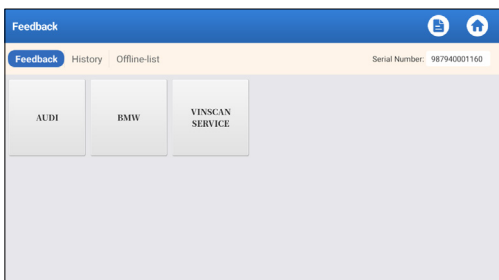 Feedback
Feedback History Offline-list Serial Number: 987940001160
AUDI BMW VINSCAN
SERVICE